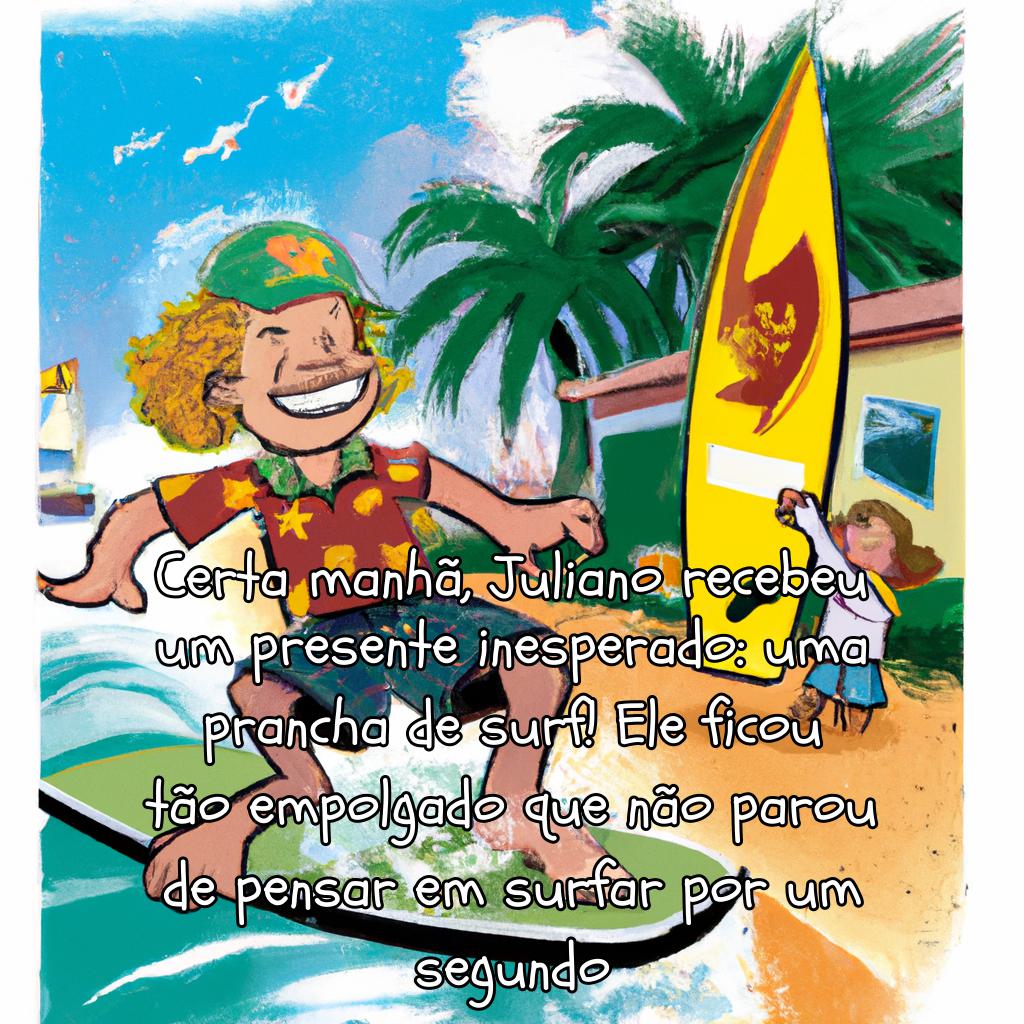 Certa manhã, Juliano recebeu
um presente inesperado: uma
prancha de surf! Ele ficou
tão empolgado que não parou
de pensar em surfar por um
segundo